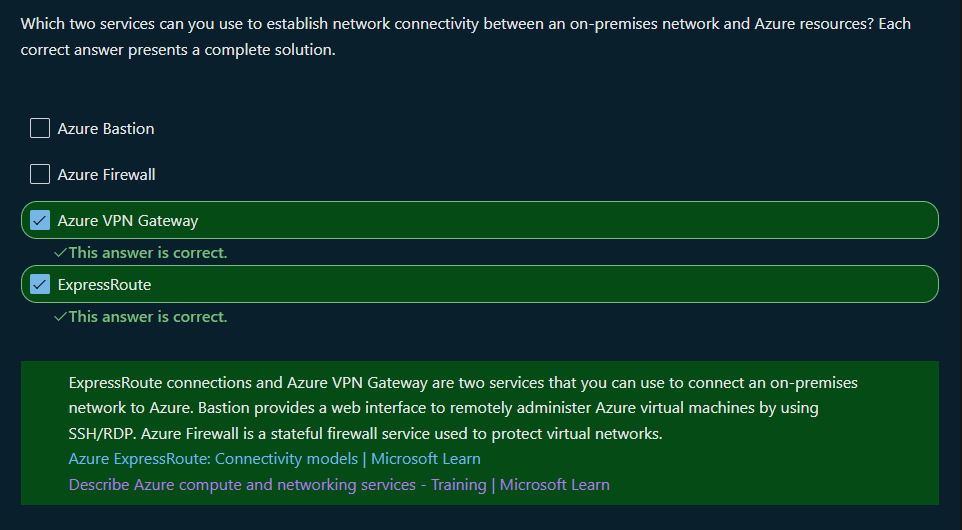 Which two services can you use to establish network connectivity between an on-premises network and Azure resources? Each
correct answer presents a complete solution.
Azure Bastion
Azure Firewall
Azure VPN Gateway
✓This answer is correct.
ExpressRoute
✓This answer is correct.
ExpressRoute connections and Azure VPN Gateway are two services that you can use to connect an on-premises
network to Azure. Bastion provides a web interface to remotely administer Azure virtual machines by using
SSH/RDP. Azure Firewall is a stateful firewall service used to protect virtual networks.
Azure ExpressRoute: Connectivity models | Microsoft Learn
Describe Azure compute and networking services - Training | Microsoft Learn